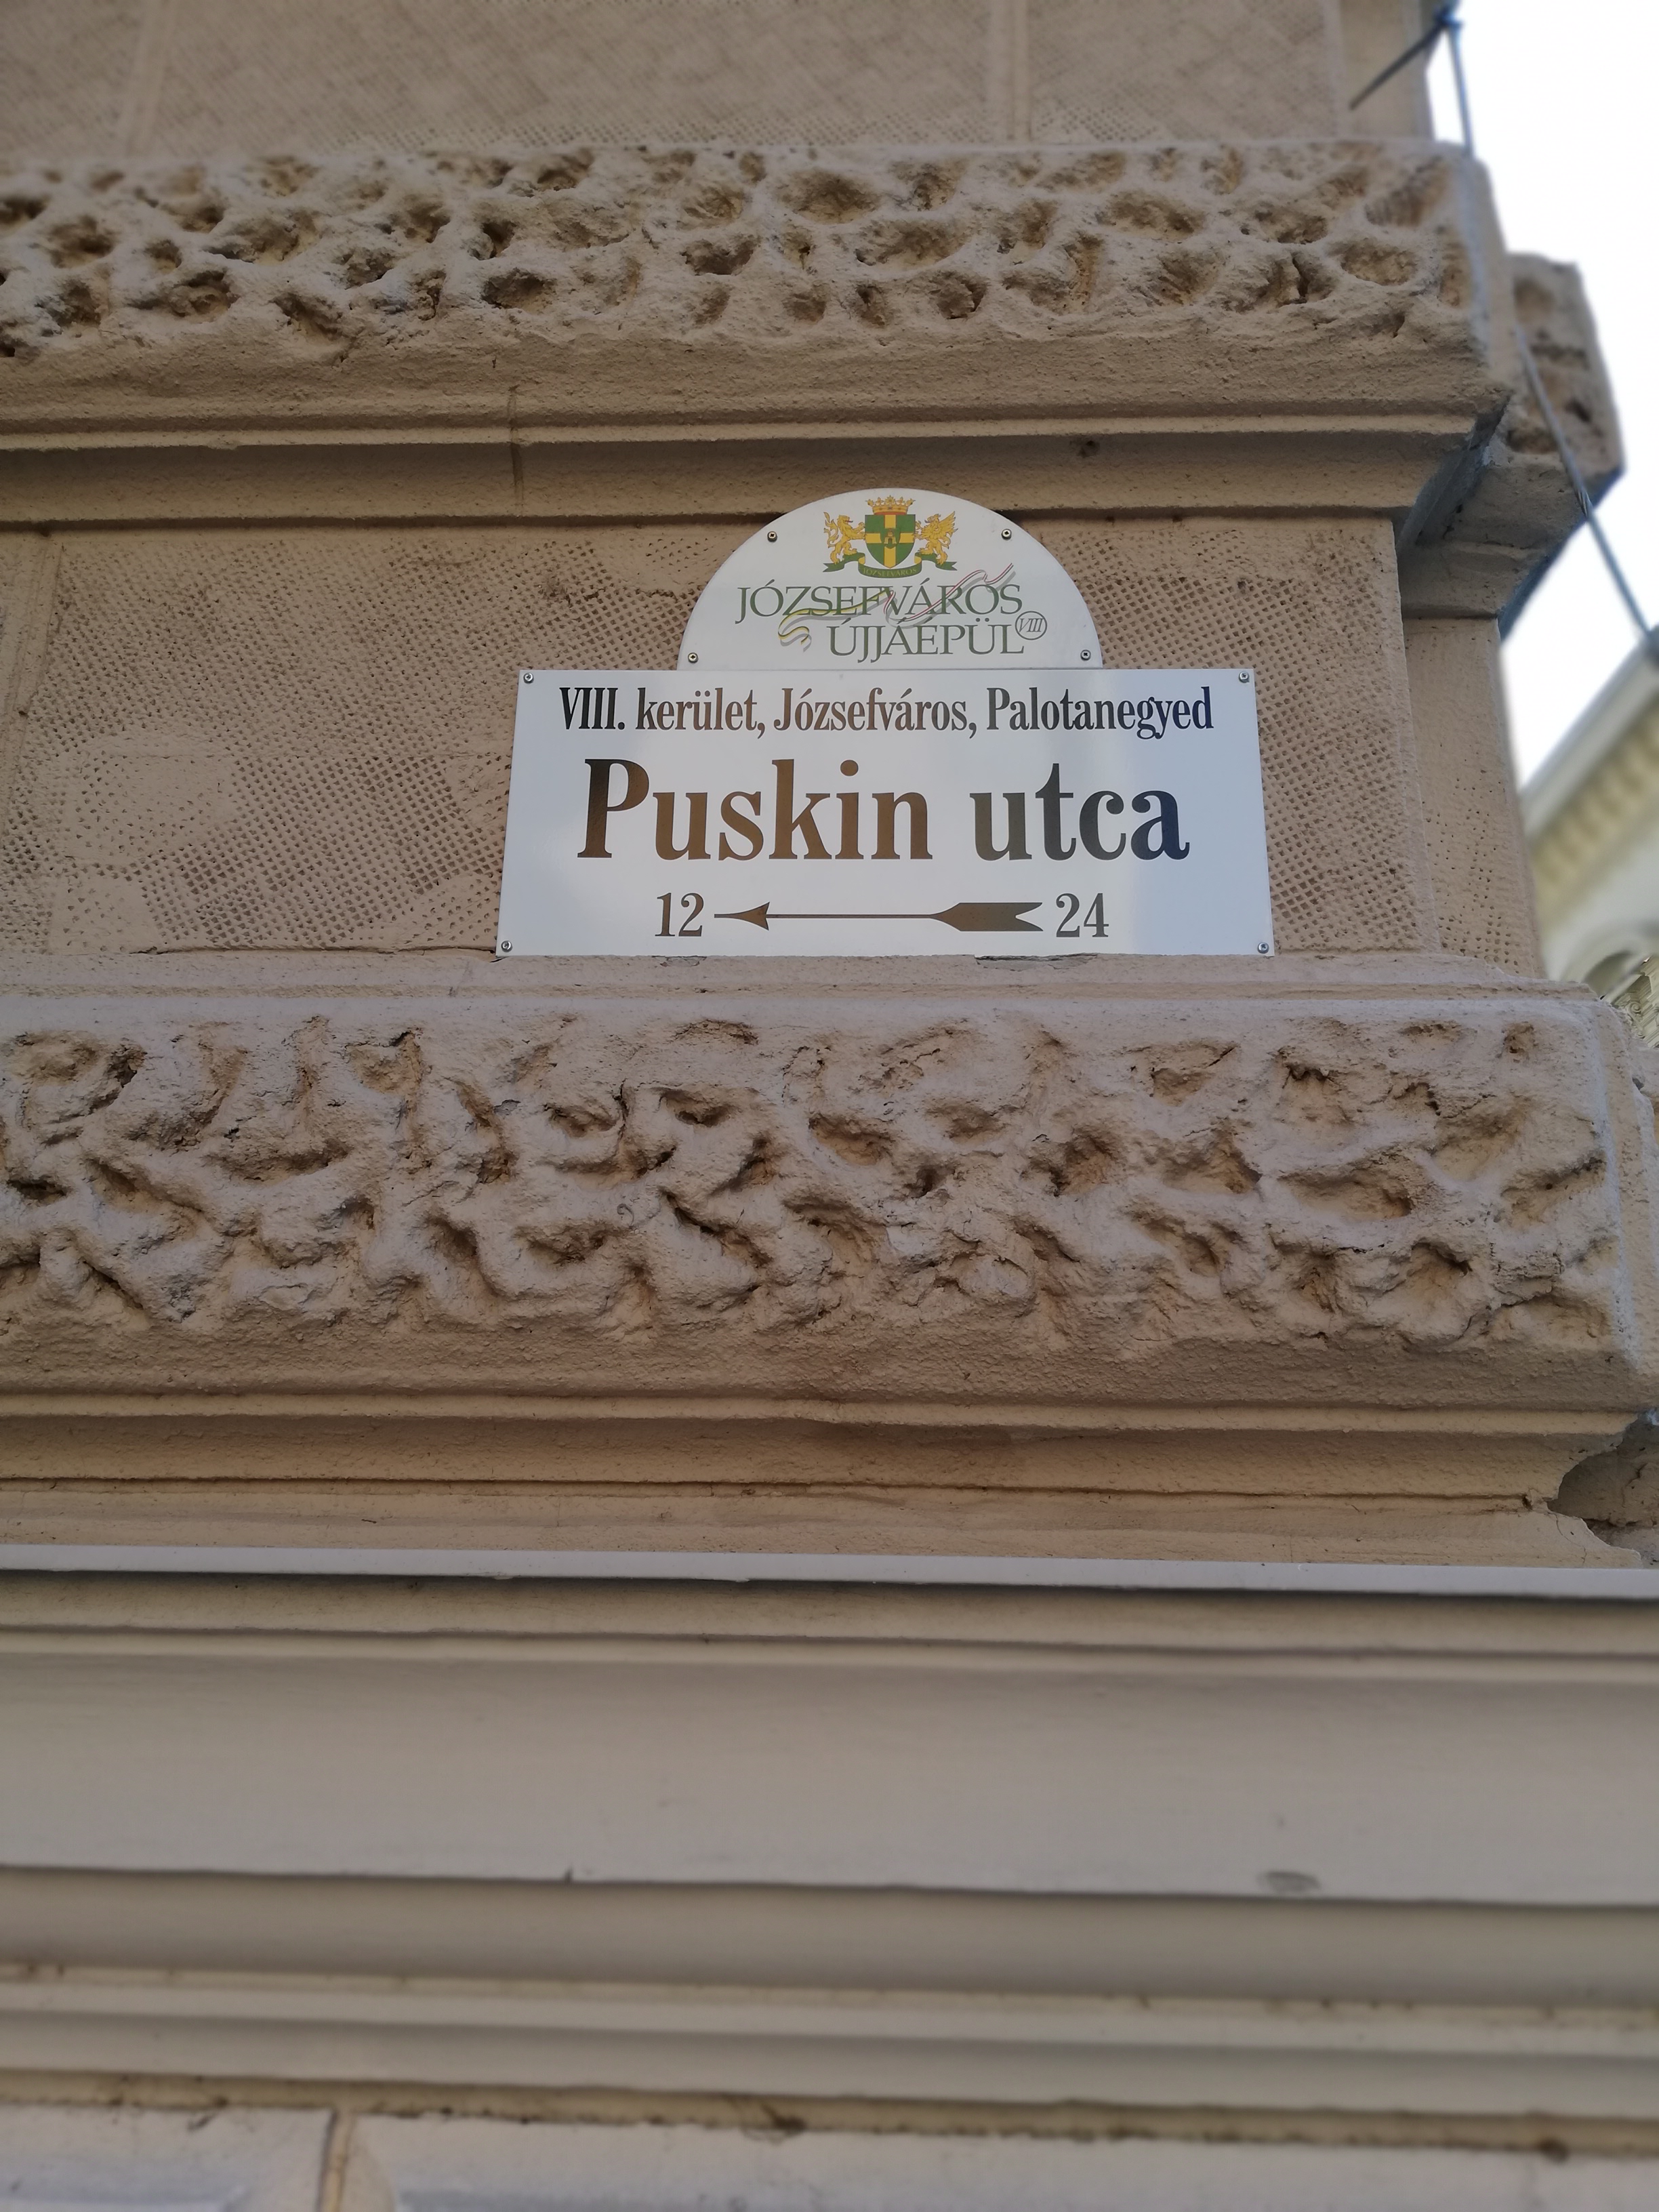 JÓZSEFVÁROS
ÚJJÁÉPÜL VIII
VIII. kerület, Józsefváros, Palotanegyed
Puskin utca
12 24